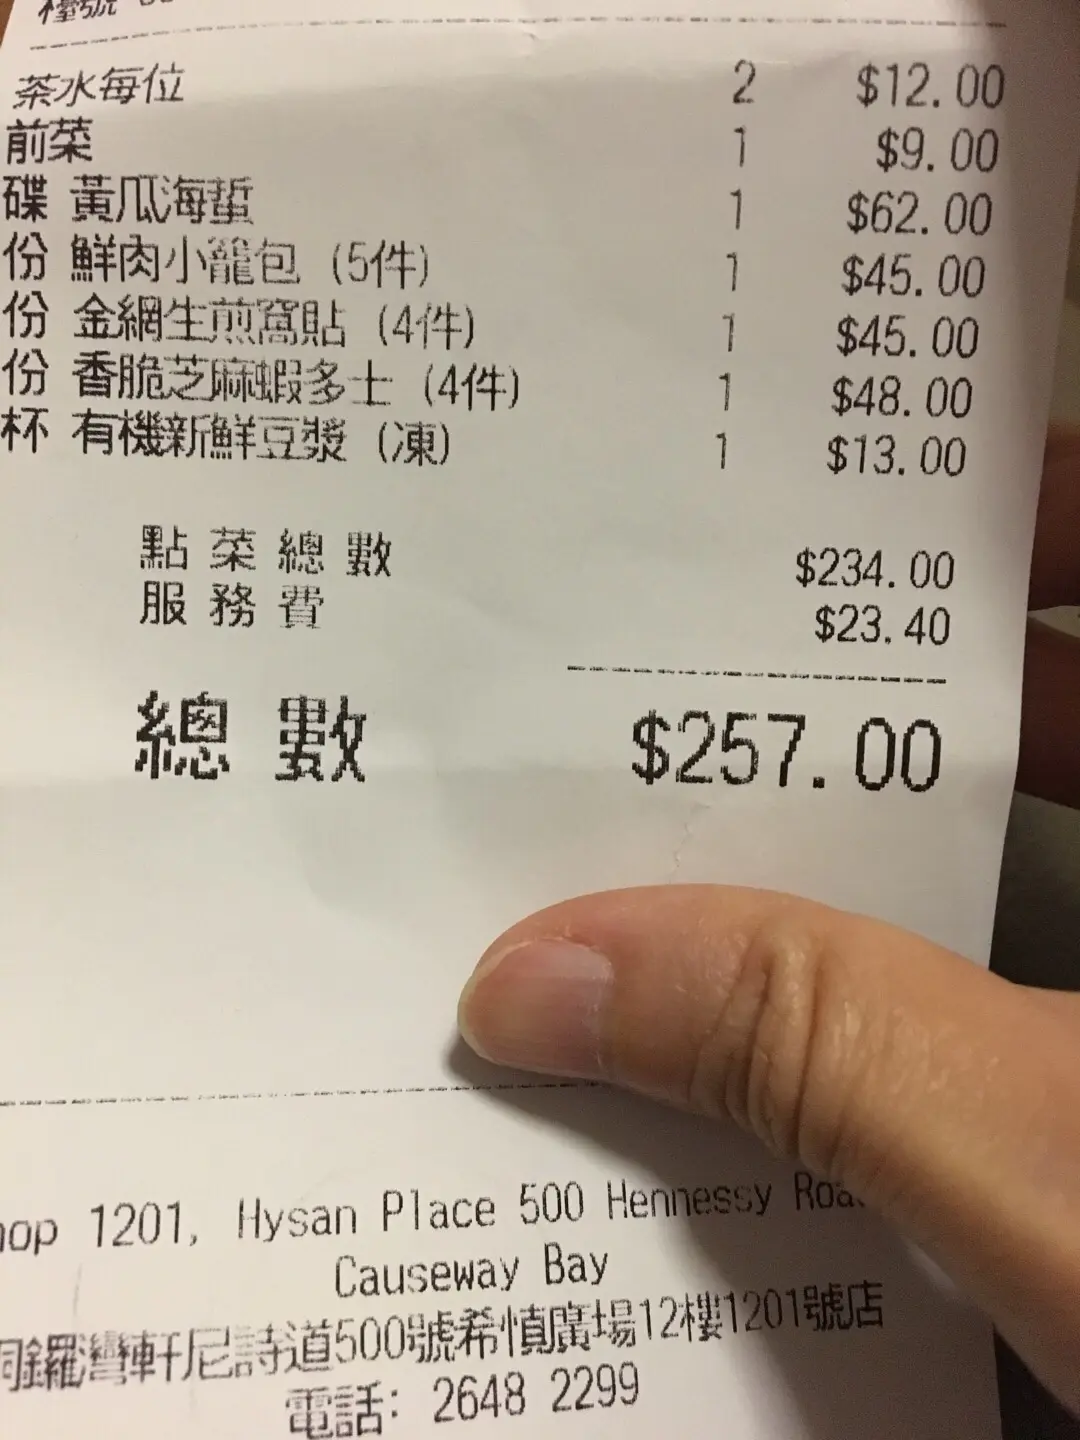 檯號
茶水每位 2 $12.00
前菜 1 $9.00
碟 黃瓜海蜇 1 $62.00
份 鮮肉小籠包 (5件) 1 $45.00
份 金網生煎窩貼 (4件) 1 $45.00
份 香脆芝麻蝦多士 (4件) 1 $48.00
杯 有機新鮮豆漿 (凍) 1 $13.00
點菜總數 $234.00
服務費 $23.40
總數 $257.00
1201, Hysan Place 500 Hennessy
Causeway Bay
鑼灣軒尼詩道500號希慎廣場12樓1201號店
電話: 2648 2299